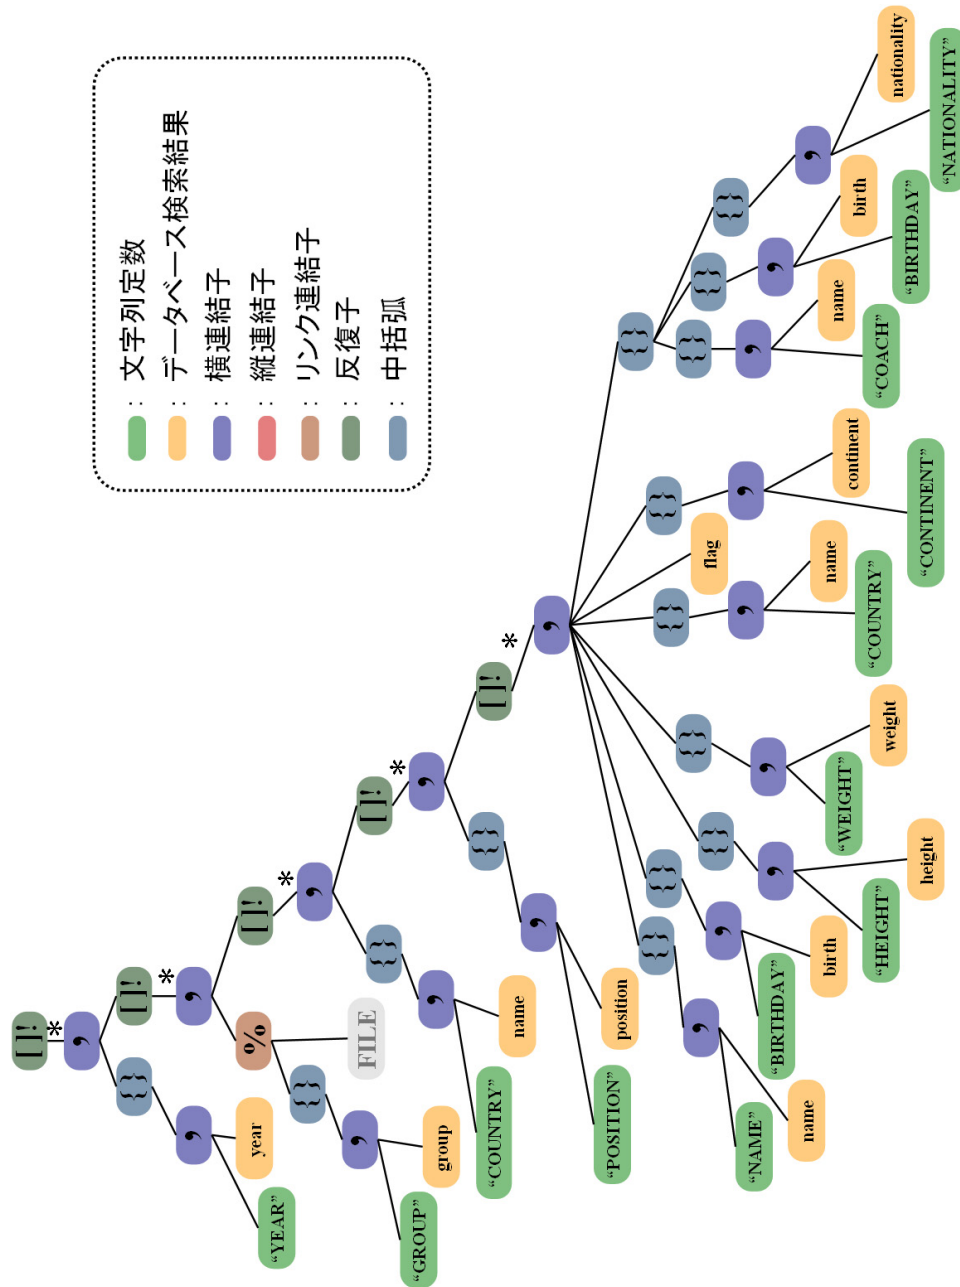 [ ]!
*
,
{}
[ ]!
*
,
,
"YEAR"
year
%
[ ]!
*
,
{}
FILE
,
"GROUP"
group
[ ]!
*
,
{}
,
"COUNTRY"
name
[ ]!
*
,
{}
,
"POSITION"
position
{}
{}
{}
{}
{}
flag
{}
{}
,
"NAME"
name
,
"BIRTHDAY"
birth
,
"HEIGHT"
height
,
"WEIGHT"
weight
,
"COUNTRY"
name
,
"CONTINENT"
continent
{}
{}
{}
,
"COACH"
name
,
"BIRTHDAY"
birth
,
"NATIONALITY"
nationality
: 文字列定数
: データベース検索結果
: 横連結子
: 縦連結子
: リンク連結子
: 反復子
: 中括弧